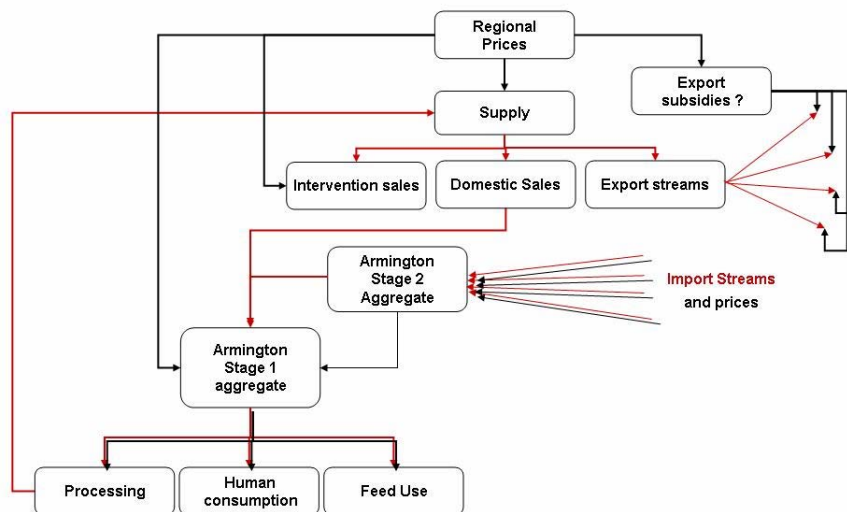 Regional
Prices
Export
subsidies ?
Supply
Intervention sales
Domestic Sales
Export streams
Armington
Stage 2
Aggregate
Import Streams
and prices
Armington
Stage 1
aggregate
Processing
Human
consumption
Feed Use